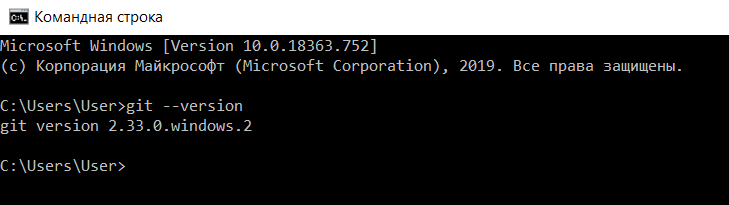 Командная строка
Microsoft Windows [Version 10.0.18363.752]
(c) Корпорация Майкрософт (Microsoft Corporation), 2019. Все права защищены.
C:\Users\User>git --version
git version 2.33.0.windows.2
C:\Users\User>